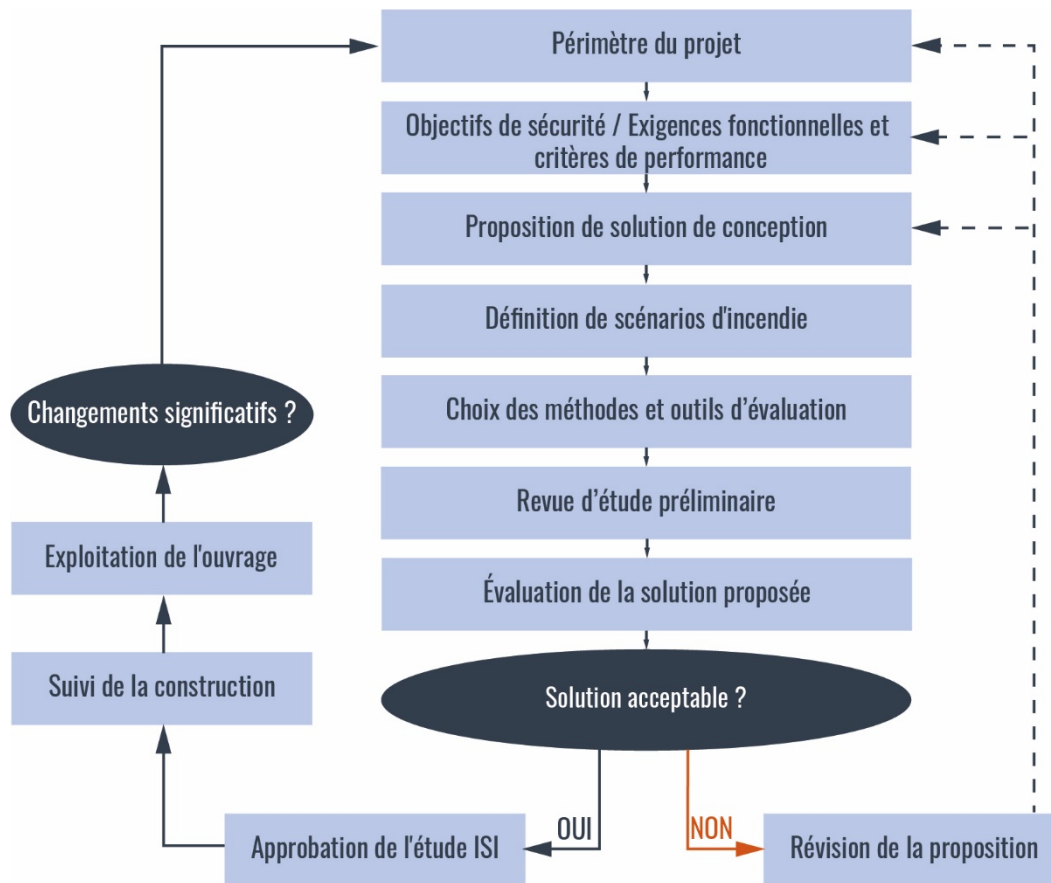 Périmètre du projet
Objectifs de sécurité / Exigences fonctionnelles et
critères de performance
Proposition de solution de conception
Définition de scénarios d'incendie
Choix des méthodes et outils d’évaluation
Changements significatifs ?
Revue d’étude préliminaire
Exploitation de l'ouvrage
Évaluation de la solution proposée
Suivi de la construction
Solution acceptable ?
OUI
NON
Approbation de l'étude ISI
Révision de la proposition